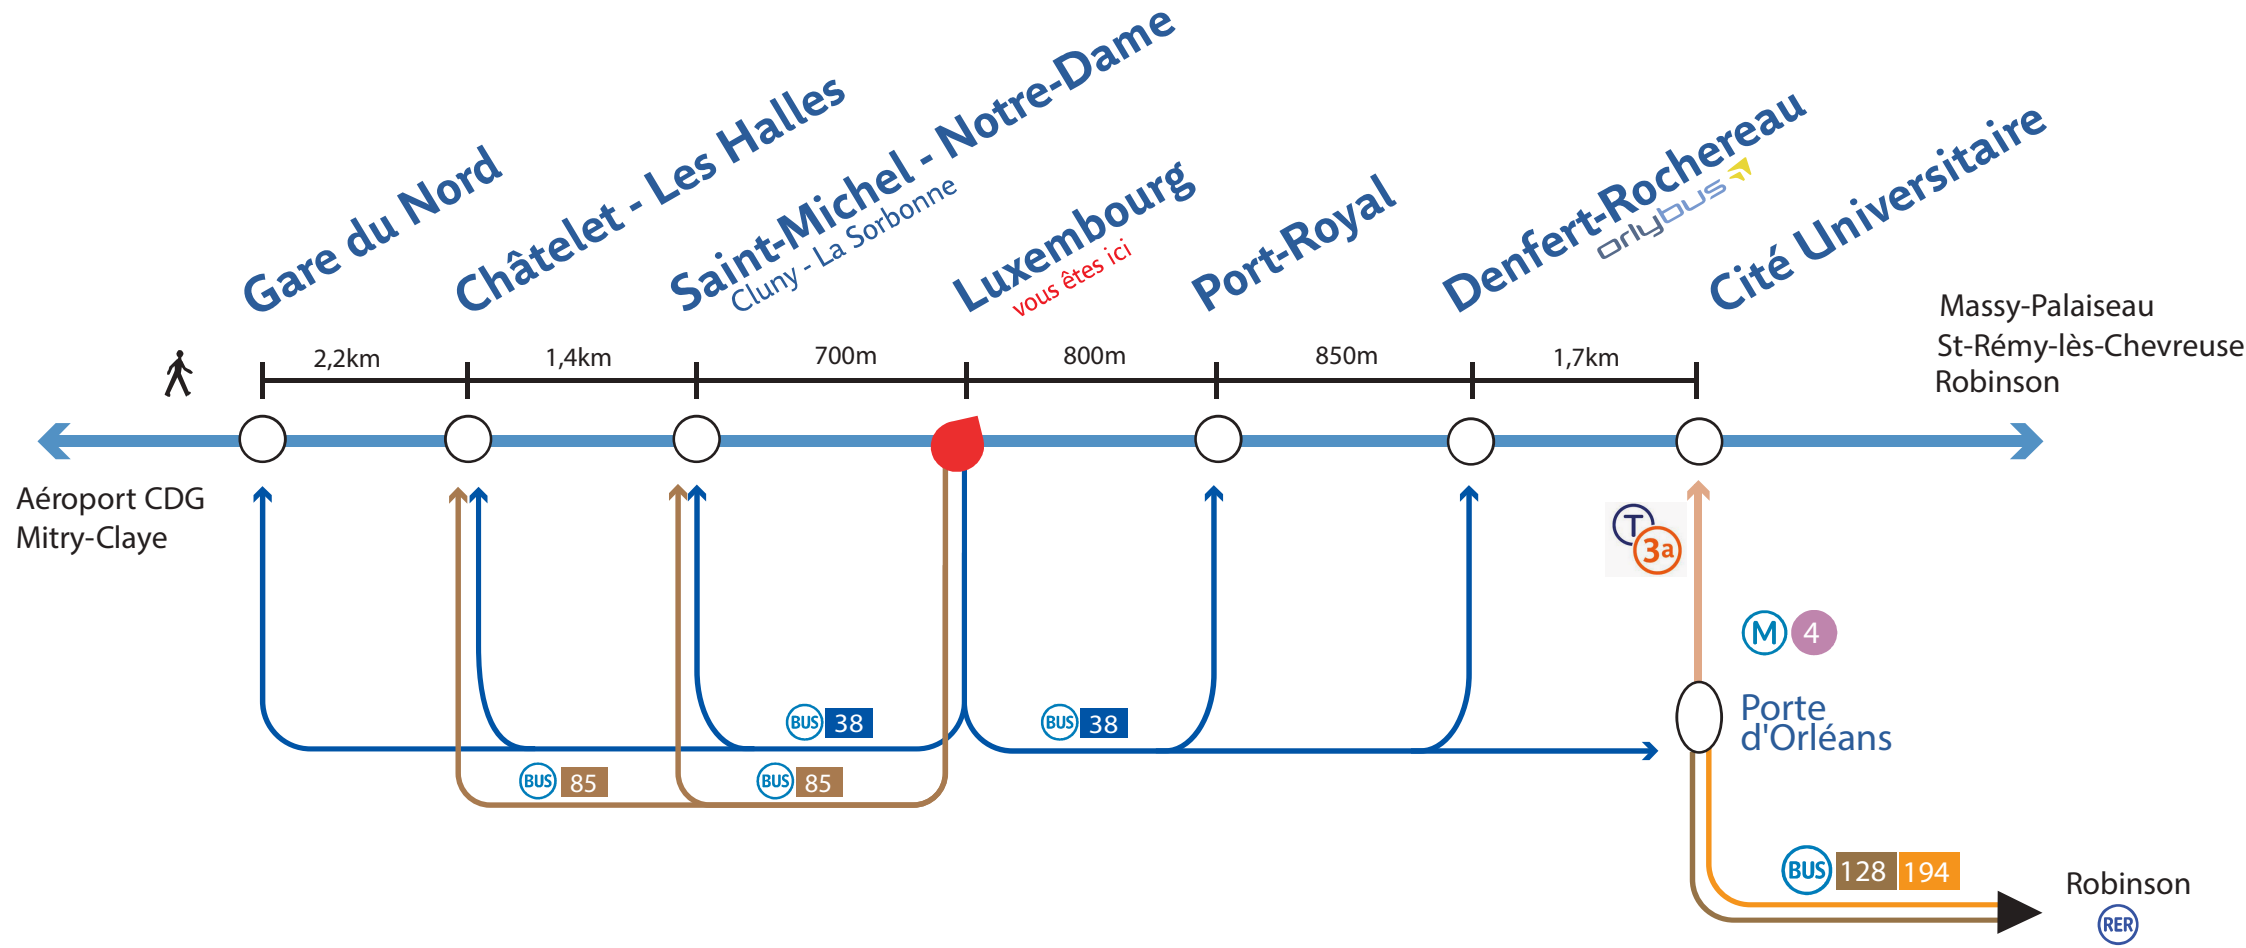 Gare du Nord
Châtelet - Les Halles
Saint-Michel - Notre-Dame
Cluny - La Sorbonne
Luxembourg
vous êtes ici
Port-Royal
Denfert-Rochereau
orlybus
Cité Universitaire
Massy-Palaiseau
St-Rémy-lès-Chevreuse
Robinson
2,2km
1,4km
700m
800m
850m
1,7km
Aéroport CDG
Mitry-Claye
T
3a
M 4
Porte
d'Orléans
BUS 38
BUS 38
BUS 85
BUS 85
BUS 128 194
Robinson
RER